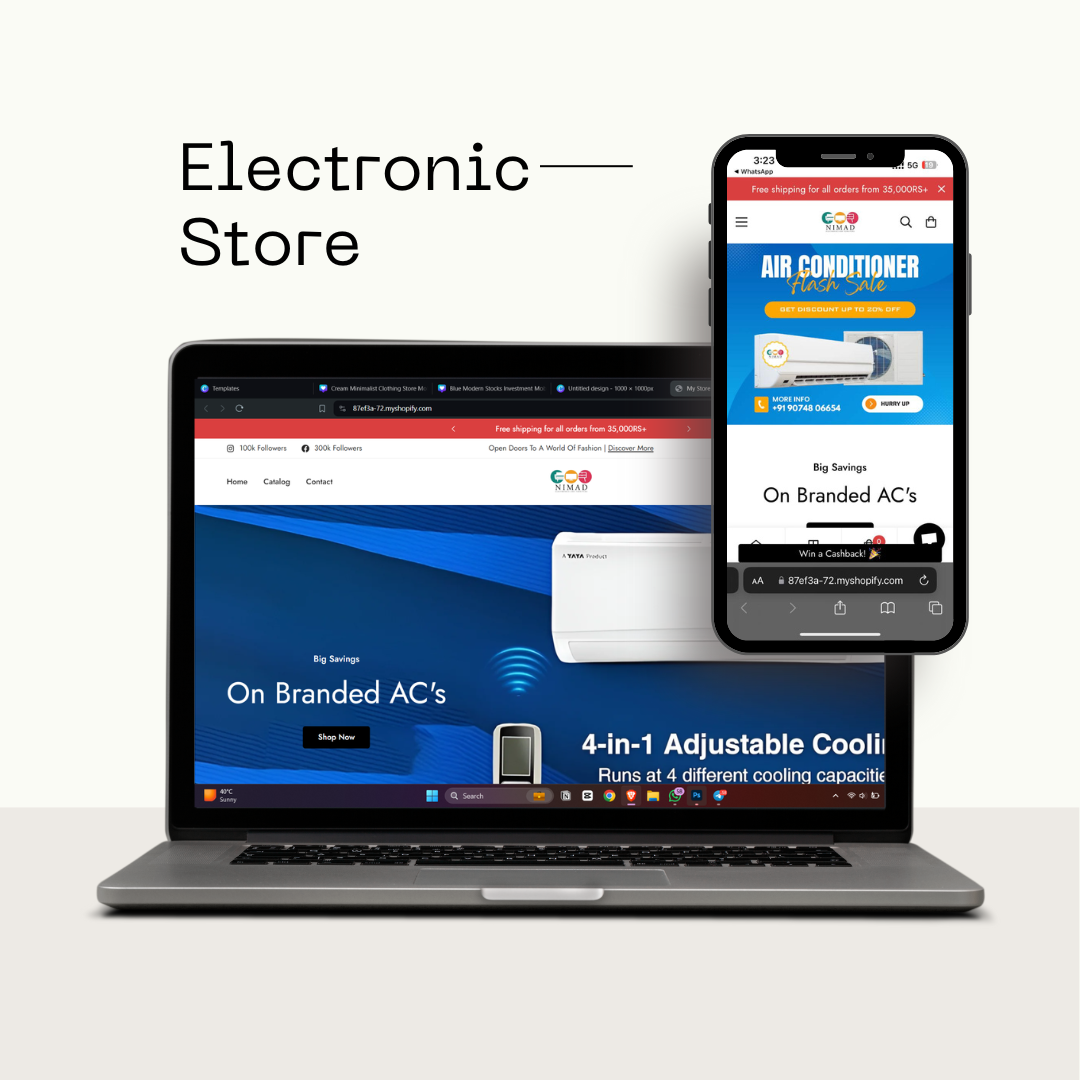 Electronic
Store
3:23
5G
19
WhatsApp
Free shipping for all orders from 35,000RS+
NIMAD
AIR CONDITIONER
Flash Sale
GET DISCOUNT UP TO 20% OFF
MORE INFO
+91 90748 06654
HURRY UP
Big Savings
On Branded AC's
0
Win a Cashback! 🎉
AA
87ef3a-72.myshopify.com
Templates
Cream Minimalist Clothing Store Mo
Blue Modern Stocks Investment Mo
Untitled design - 1000 × 1000px
My Store
87ef3a-72.myshopify.com
Free shipping for all orders from 35,000RS+
100k Followers
300k Followers
Open Doors To A World Of Fashion | Discover More
Home
Catalog
Contact
NIMAD
A TATA Product
Big Savings
On Branded AC's
Shop Now
4-in-1 Adjustable Coolin
Runs at 4 different cooling capacitie
40°C
Sunny
Search
Ps